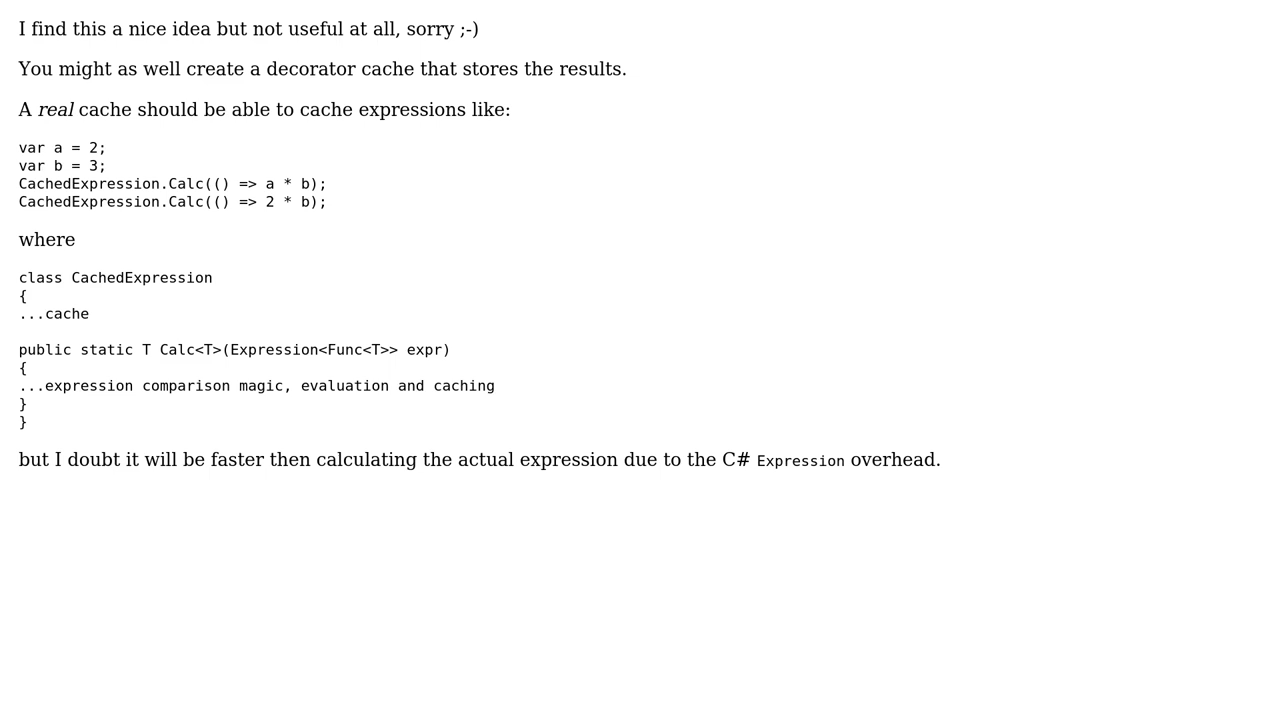 I find this a nice idea but not useful at all, sorry ;-)
You might as well create a decorator cache that stores the results.
A real cache should be able to cache expressions like:
var a = 2;
var b = 3;
CachedExpression.Calc(() => a * b);
CachedExpression.Calc(() => 2 * b);
where
class CachedExpression
{
...cache
public static T Calc<T>(Expression<Func<T>> expr)
{
...expression comparison magic, evaluation and caching
}
}
but I doubt it will be faster then calculating the actual expression due to the C# Expression overhead.